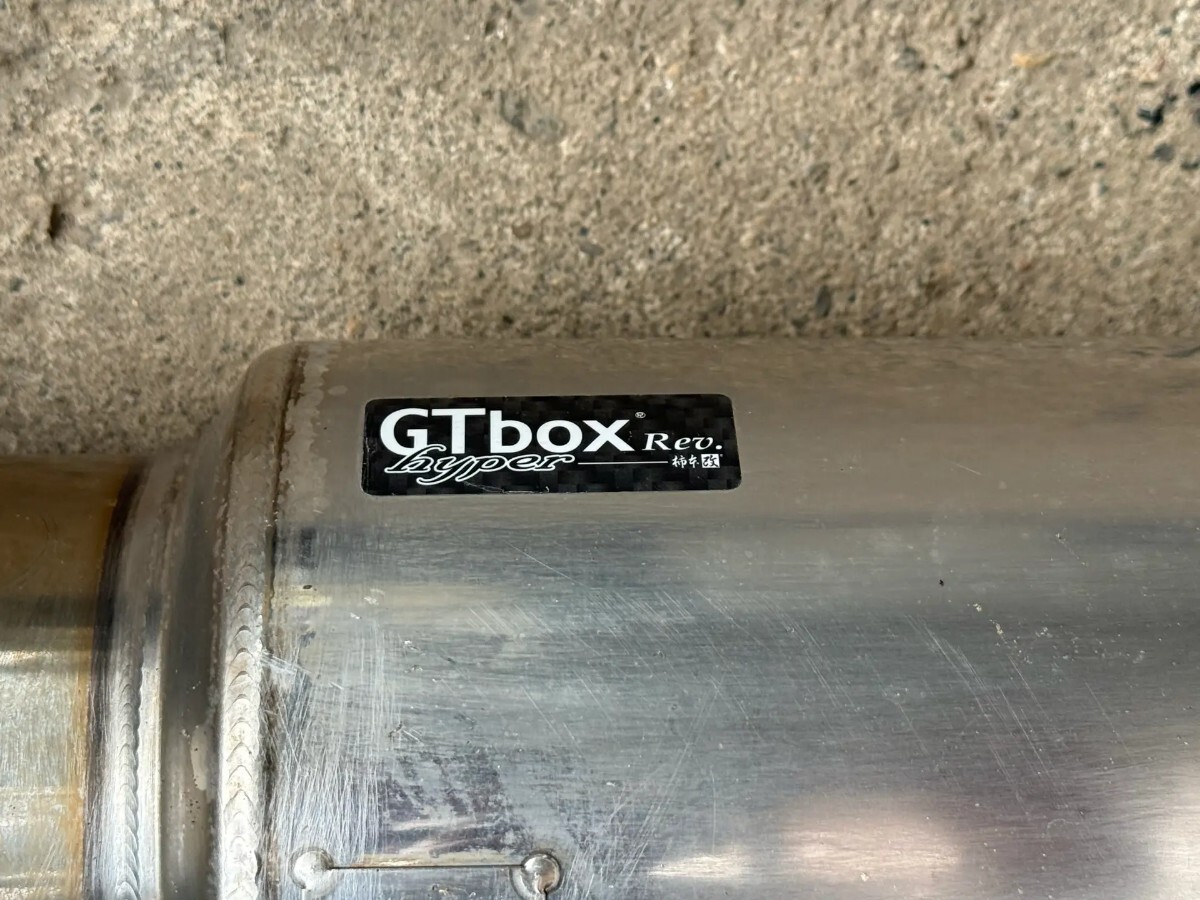 GTbox® Rev.
hyper 柿本改